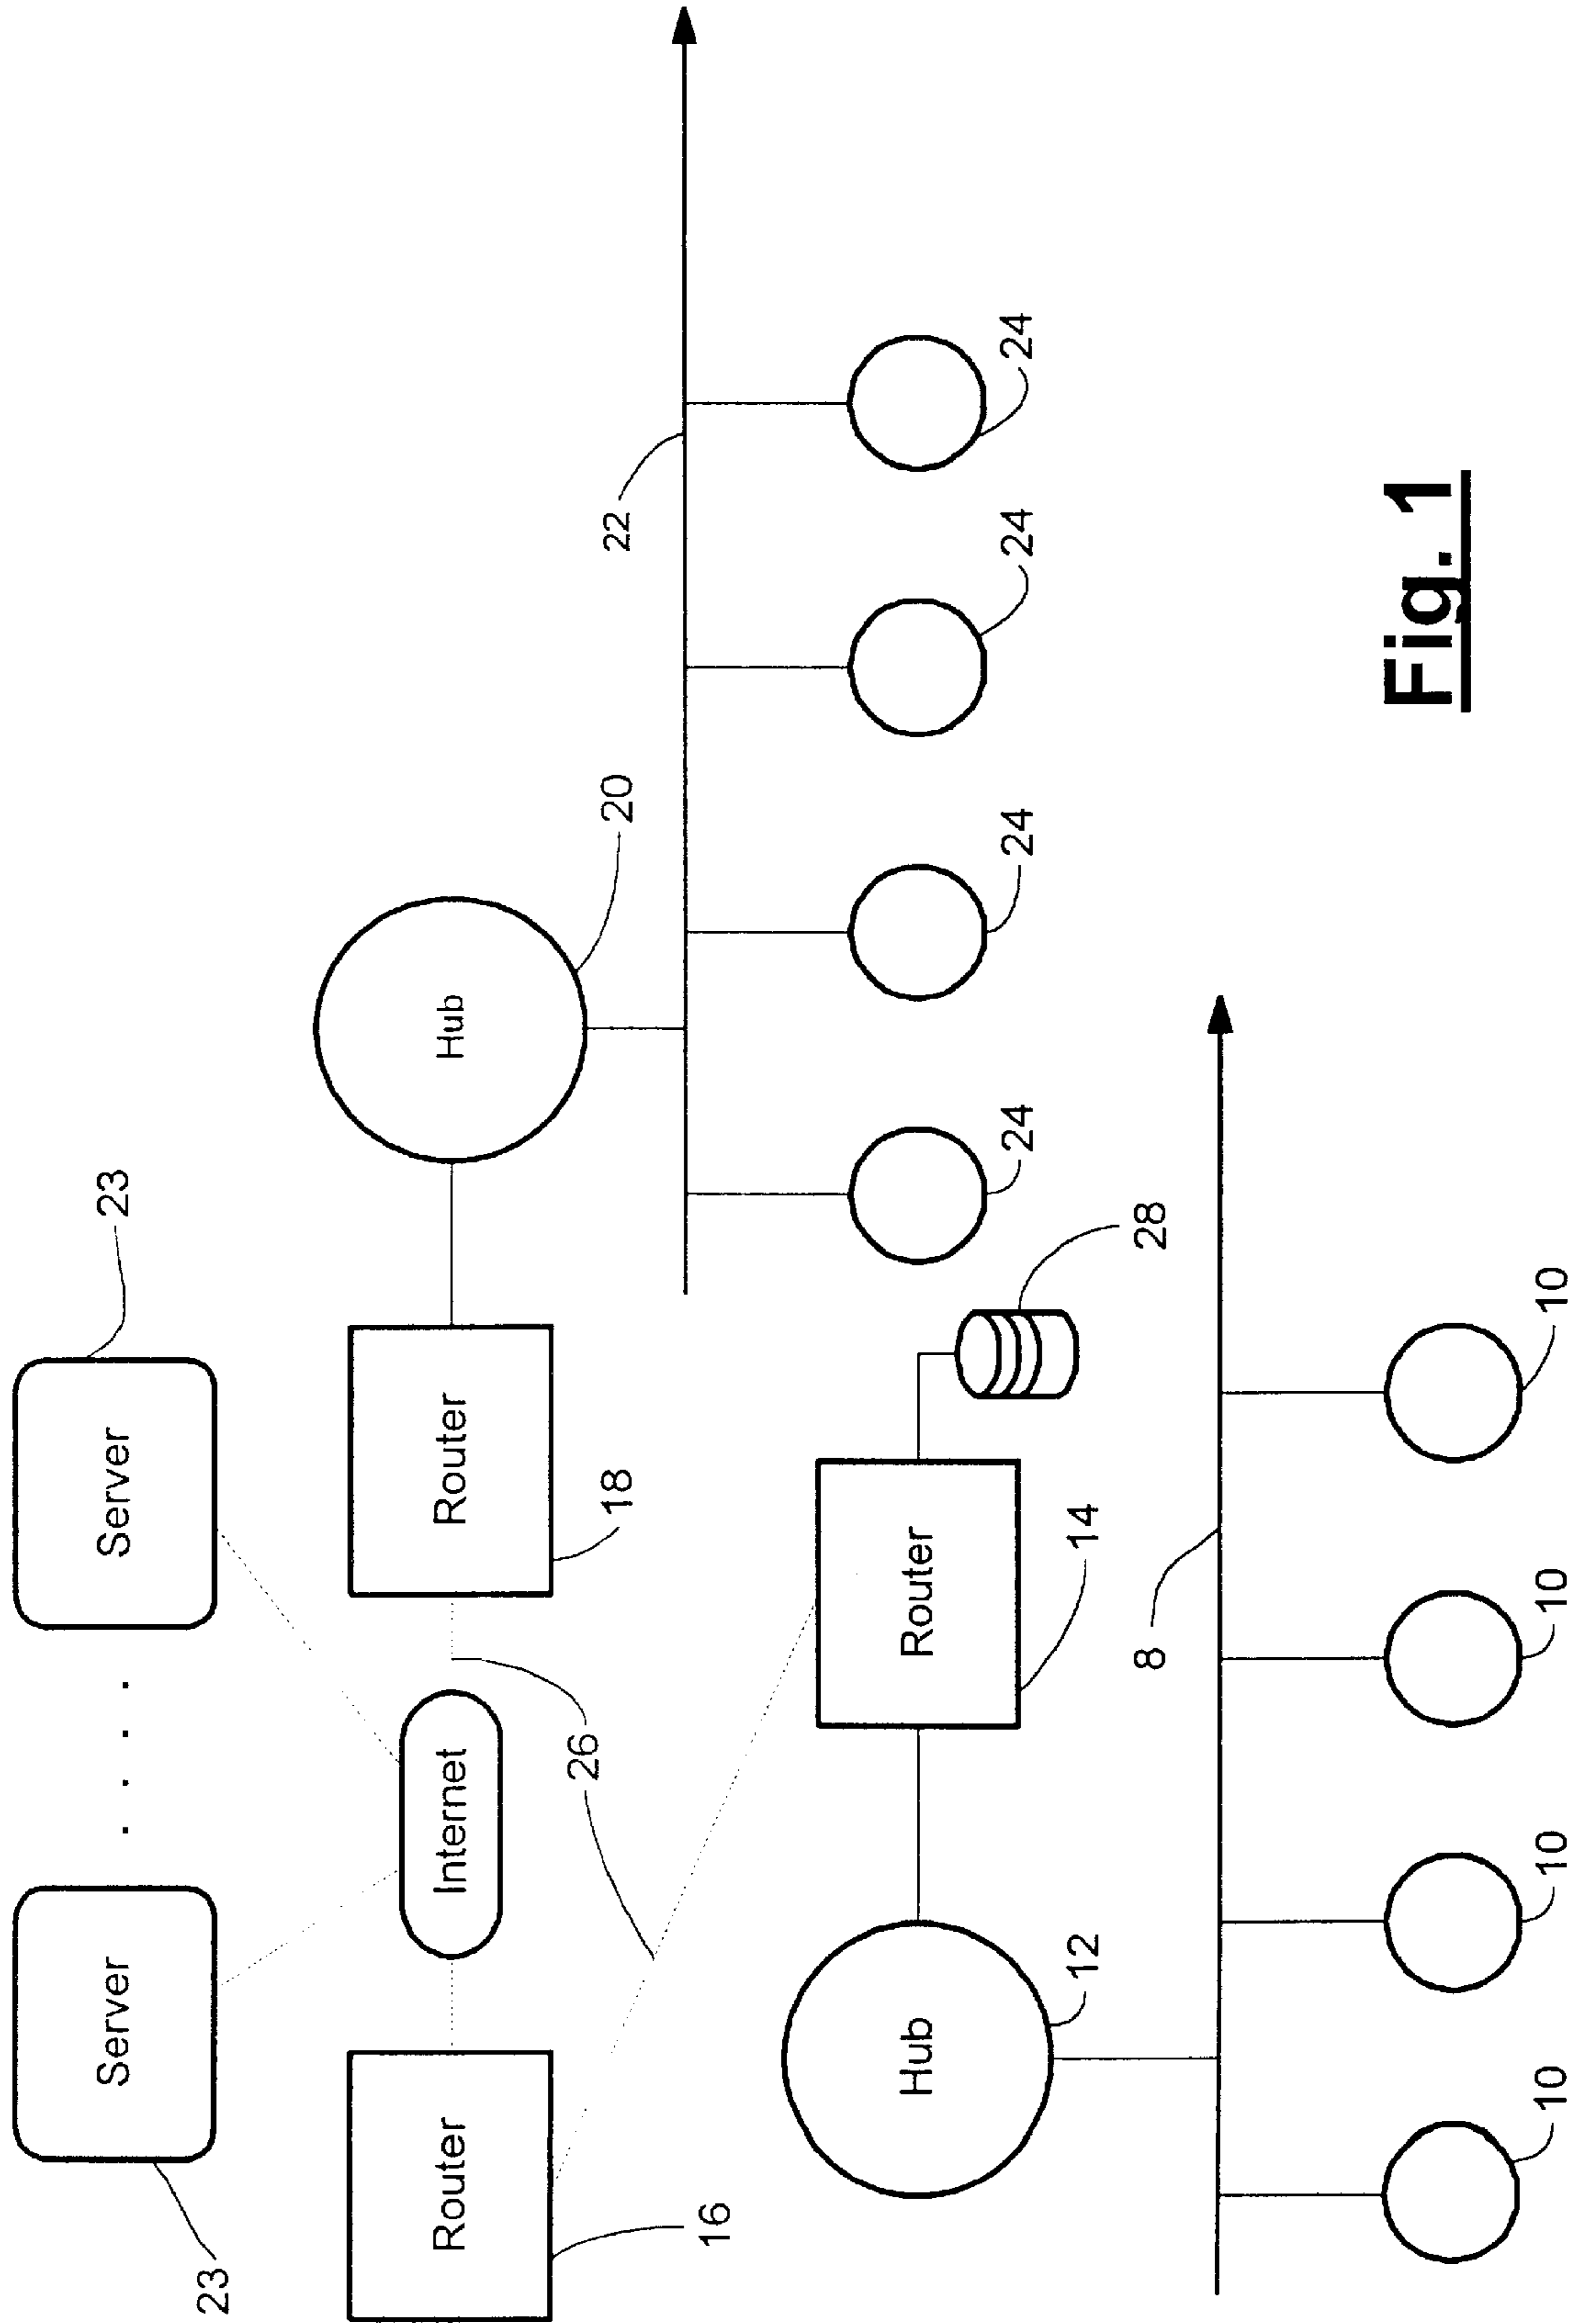 23
Server . . . . Server
23
Router Internet Router Hub
26 18 20 22
16
Hub Router
24 24 24 24
12 14
8 28
Fig. 1
10 10 10 10